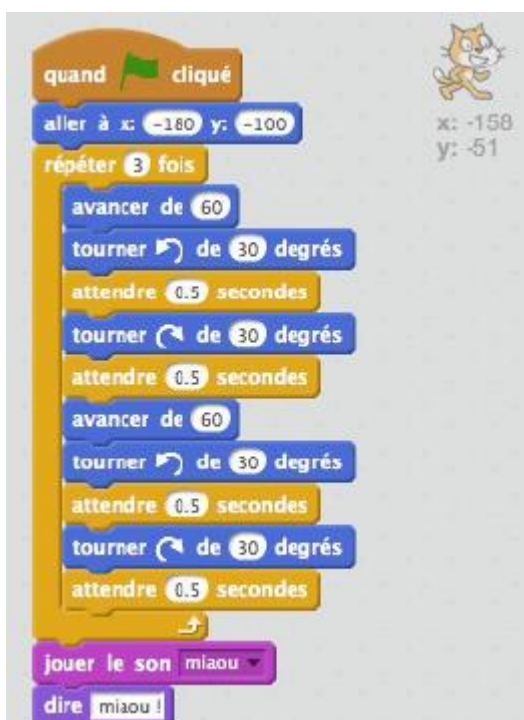 quand cliqué
aller à x: -180 y: -100
répéter 3 fois
avancer de 60
tourner de 30 degrés
attendre 0.5 secondes
tourner de 30 degrés
attendre 0.5 secondes
avancer de 60
tourner de 30 degrés
attendre 0.5 secondes
tourner de 30 degrés
attendre 0.5 secondes
jouer le son miaou
dire miaou !
x: -158
y: -51